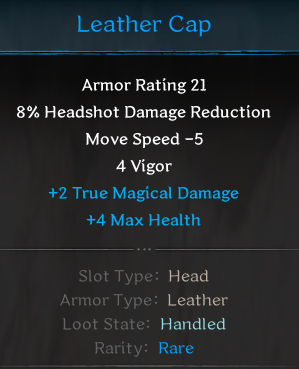 Leather Cap
Armor Rating 21
8% Headshot Damage Reduction
Move Speed -5
4 Vigor
+2 True Magical Damage
+4 Max Health
Slot Type: Head
Armor Type: Leather
Loot State: Handled
Rarity: Rare